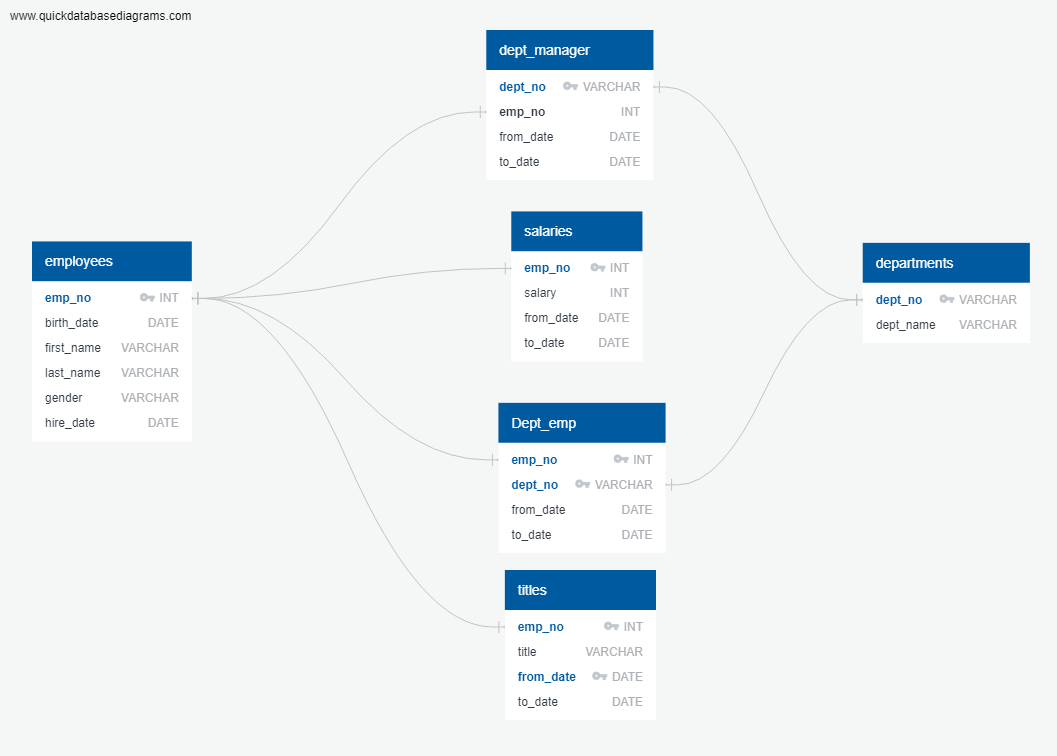 www.quickdatabasediagrams.com
dept_manager
dept_no VARCHAR
emp_no INT
from_date DATE
to_date DATE
salaries
emp_no INT
salary INT
from_date DATE
to_date DATE
employees
emp_no INT
birth_date DATE
first_name VARCHAR
last_name VARCHAR
gender VARCHAR
hire_date DATE
departments
dept_no VARCHAR
dept_name VARCHAR
Dept_emp
emp_no INT
dept_no VARCHAR
from_date DATE
to_date DATE
titles
emp_no INT
title VARCHAR
from_date DATE
to_date DATE